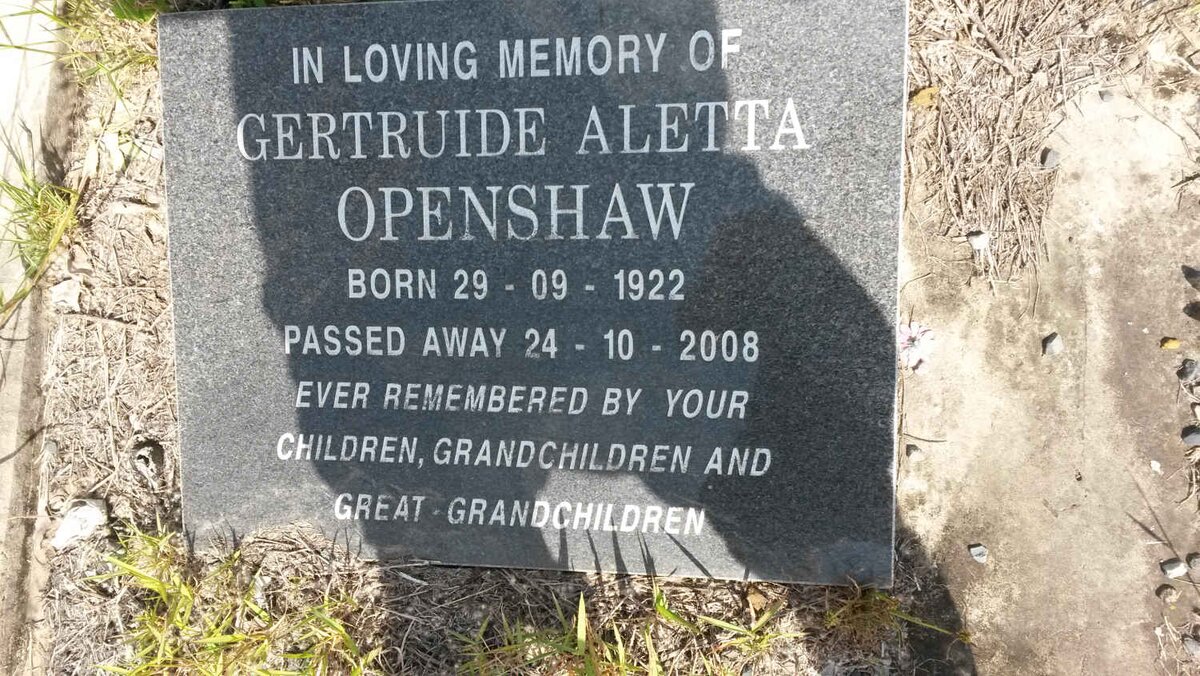 IN LOVING MEMORY OF
GERTRUIDE ALETTA
OPENSHAW
BORN 29 - 09 - 1922
PASSED AWAY 24 - 10 - 2008
EVER REMEMBERED BY YOUR
CHILDREN, GRANDCHILDREN AND
GREAT - GRANDCHILDREN